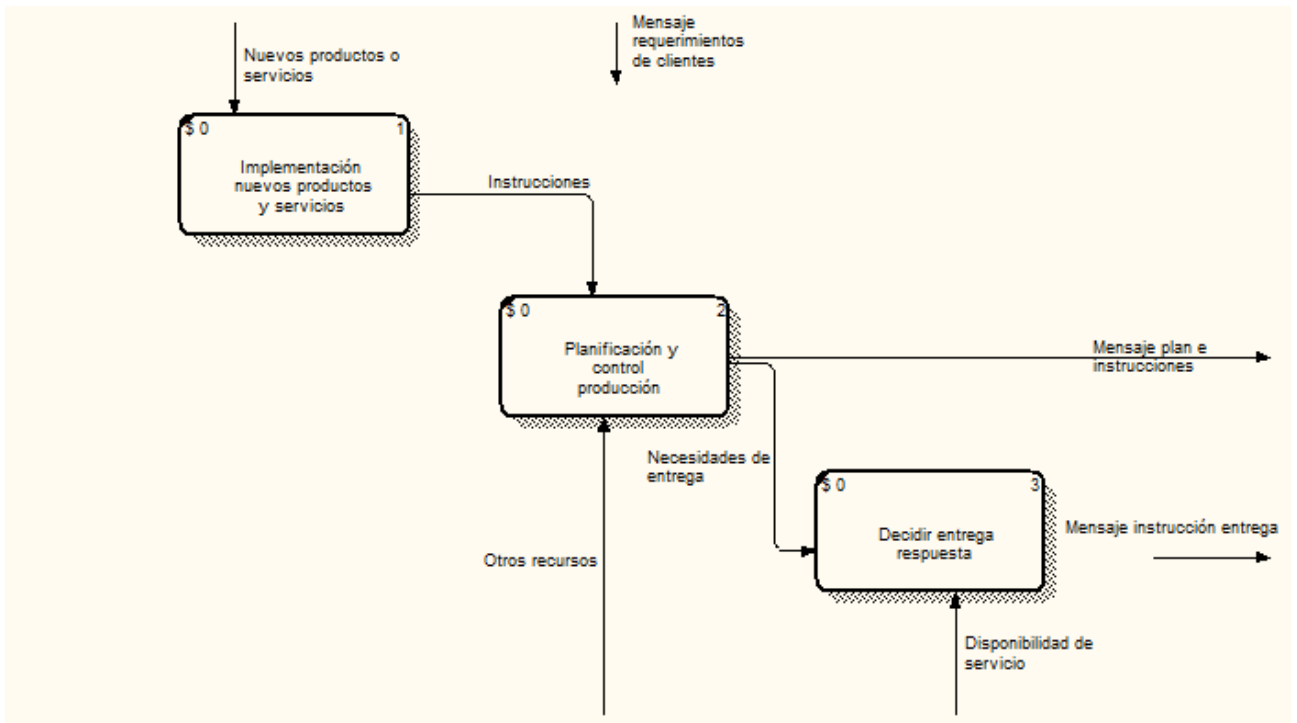 Mensaje
requerimientos
de clientes
Nuevos productos o
servicios
$ 0
1
Implementación
nuevos productos
y servicios
Instrucciones
$ 0
2
Planificación y
control
producción
Mensaje plan e
instrucciones
Necesidades de
entrega
$ 0
3
Decidir entrega
respuesta
Mensaje instrucción entrega
Otros recursos
Disponibilidad de
servicio